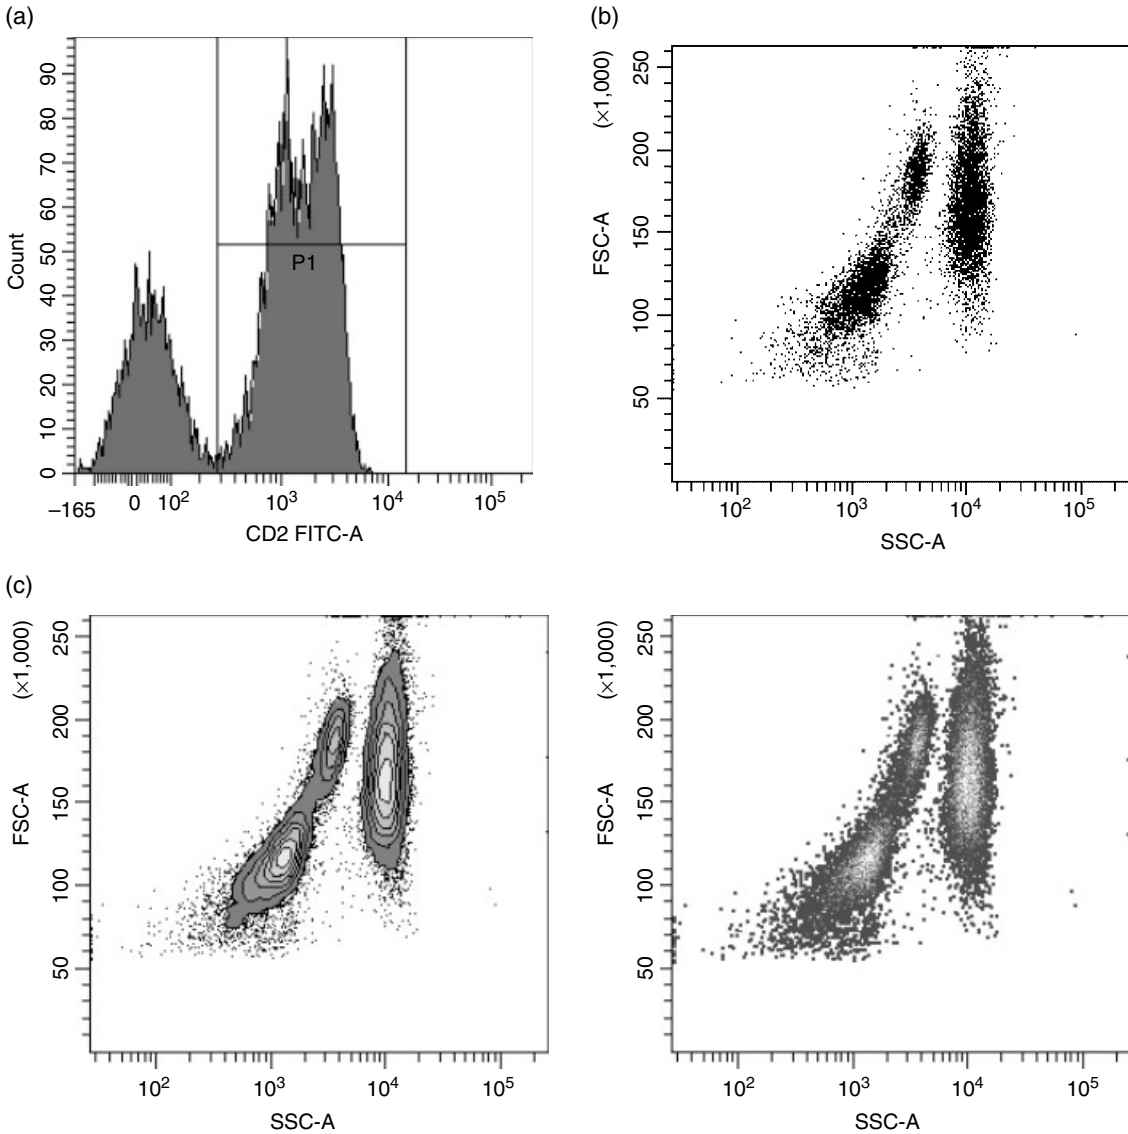 (a)
Count
0 10 20 30 40 50 60 70 80 90
P1
–165 0 10² 10³ 10⁴ 10⁵
CD2 FITC-A
(b)
(×1,000)
FSC-A
50 100 150 200 250
10² 10³ 10⁴ 10⁵
SSC-A
(c)
(×1,000)
FSC-A
50 100 150 200 250
10² 10³ 10⁴ 10⁵
SSC-A
(×1,000)
FSC-A
50 100 150 200 250
10² 10³ 10⁴ 10⁵
SSC-A